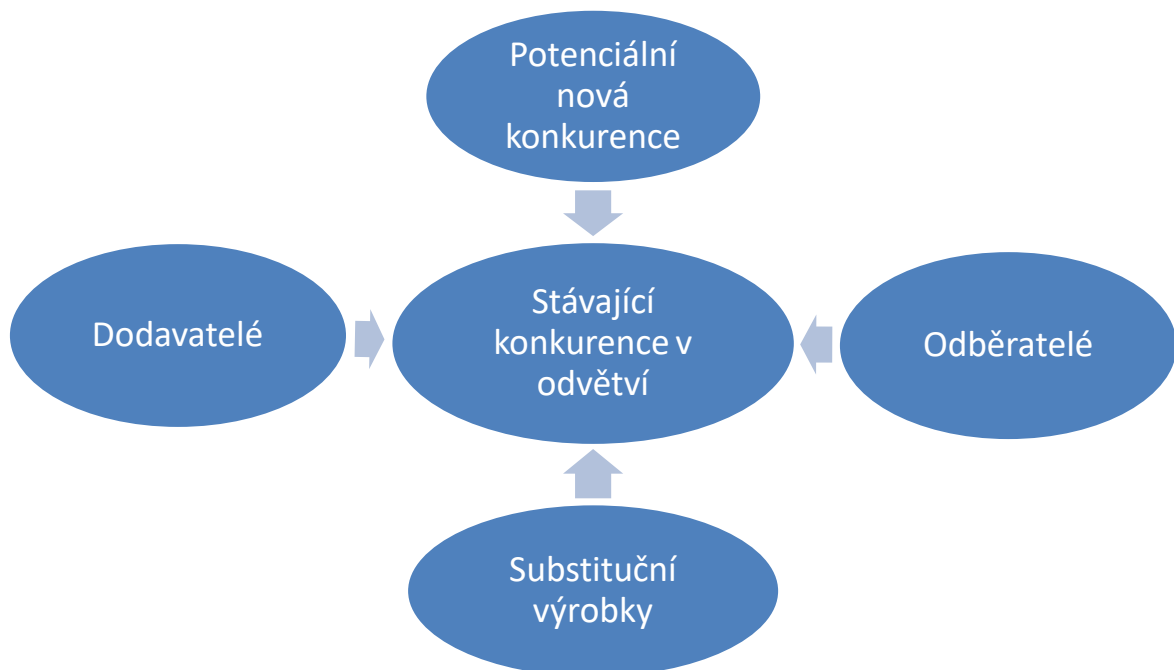 Potenciální
nová
konkurence
Dodavatelé
Stávající
konkurence v
odvětví
Odběratelé
Substituční
výrobky